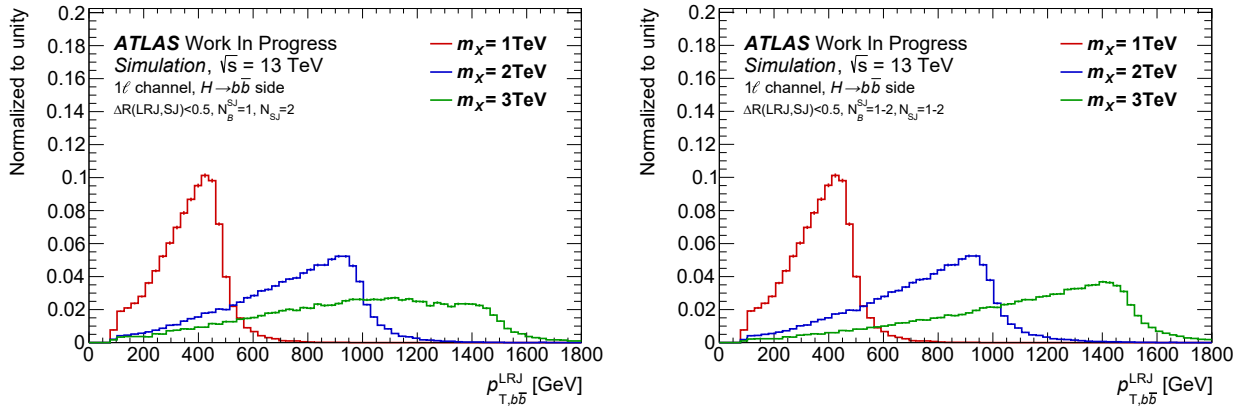 Normalized to unity
0.2
0.18
0.16
0.14
0.12
0.1
0.08
0.06
0.04
0.02
0
ATLAS Work In Progress
Simulation, √s = 13 TeV
1ℓ channel, H→bb̅ side
ΔR(LRJ,SJ)<0.5, N_B^SJ=1, N_SJ=2
m_X= 1TeV
m_X= 2TeV
m_X= 3TeV
0 200 400 600 800 1000 1200 1400 1600 1800
p_T,bb̅^LRJ [GeV]
Normalized to unity
0.2
0.18
0.16
0.14
0.12
0.1
0.08
0.06
0.04
0.02
0
ATLAS Work In Progress
Simulation, √s = 13 TeV
1ℓ channel, H→bb̅ side
ΔR(LRJ,SJ)<0.5, N_B^SJ=1-2,N_SJ=1-2
m_X= 1TeV
m_X= 2TeV
m_X= 3TeV
0 200 400 600 800 1000 1200 1400 1600 1800
p_T,bb̅^LRJ [GeV]